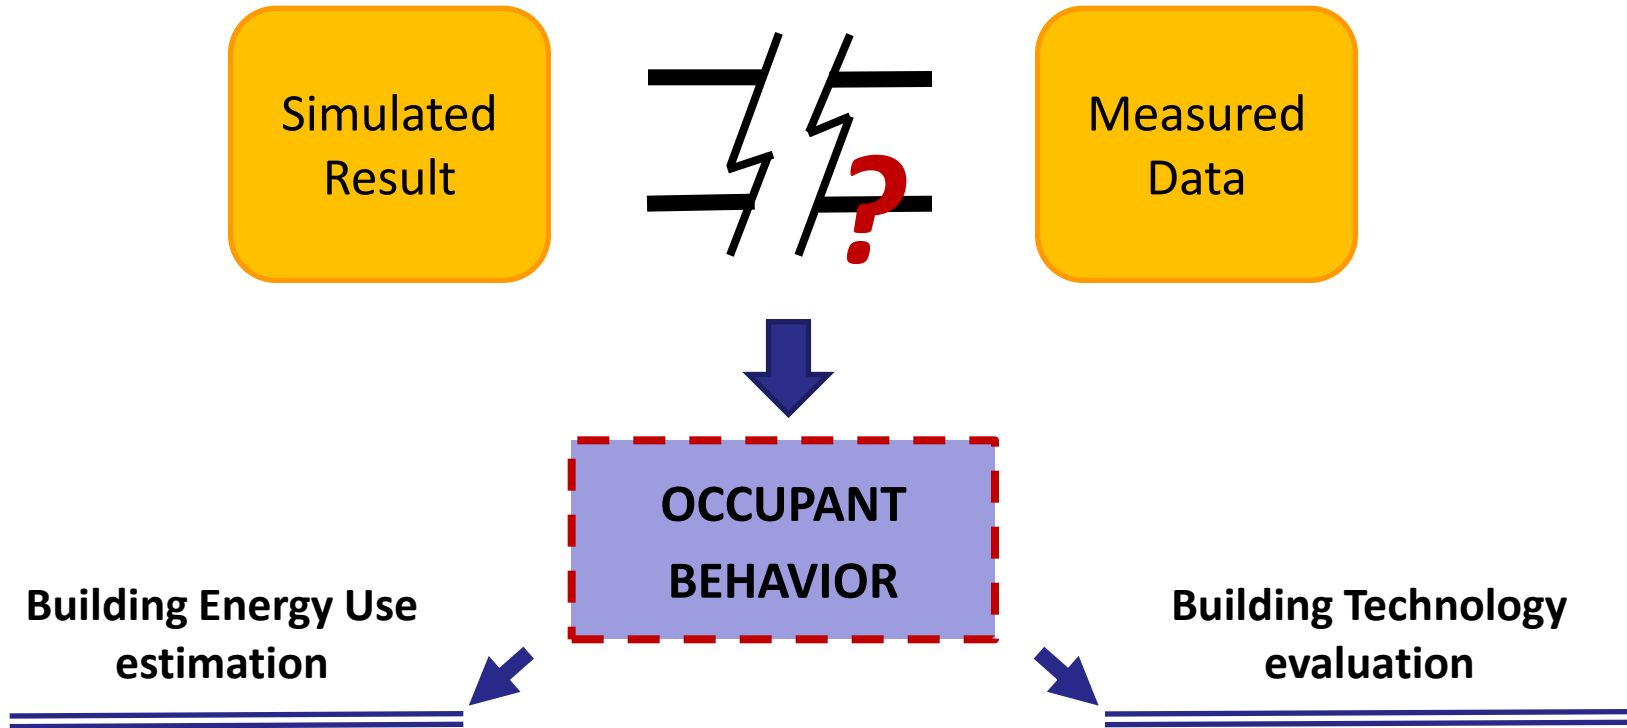 Simulated
Result
?
Measured
Data
OCCUPANT
BEHAVIOR
Building Energy Use
estimation
Building Technology
evaluation